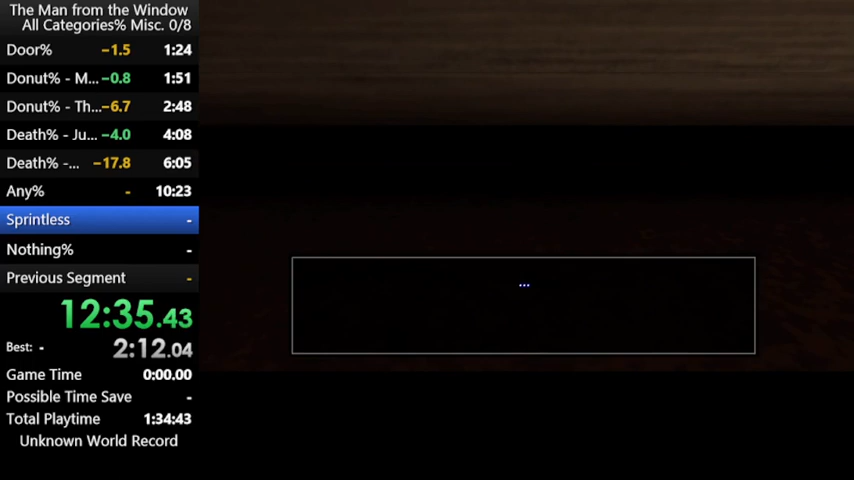 The Man from the Window
All Categories% Misc. 0/8
Door% −1.5 1:24
Donut% - M... −0.8 1:51
Donut% - Th... −6.7 2:48
Death% - Ju... −4.0 4:08
Death% -... −17.8 6:05
Any% - 10:23
Sprintless -
Nothing% -
Previous Segment -
12:35.43
Best: - 2:12.04
Game Time 0:00.00
Possible Time Save -
Total Playtime 1:34:43
Unknown World Record
...